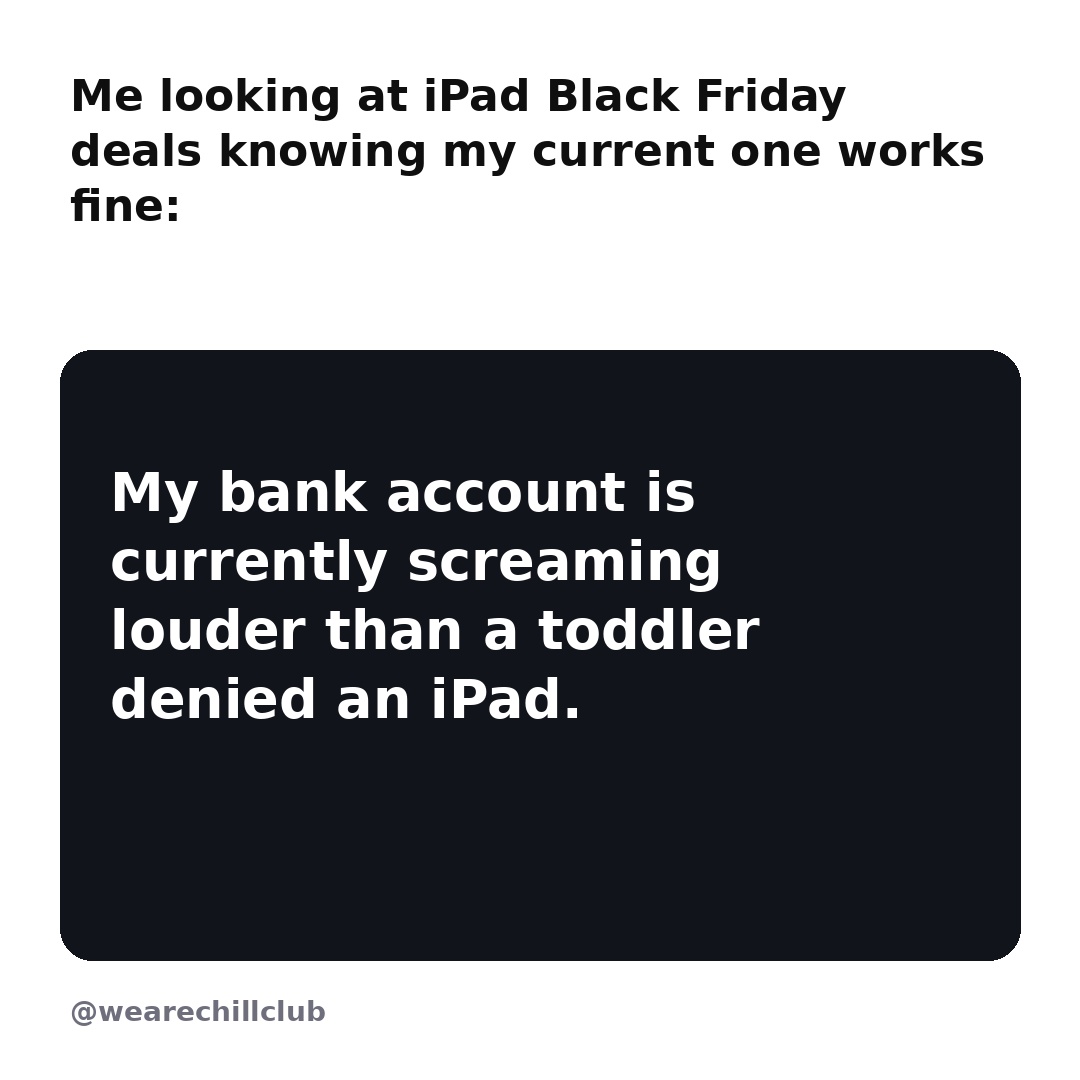 Me looking at iPad Black Friday
deals knowing my current one works
fine:
My bank account is
currently screaming
louder than a toddler
denied an iPad.
@wearechillclub